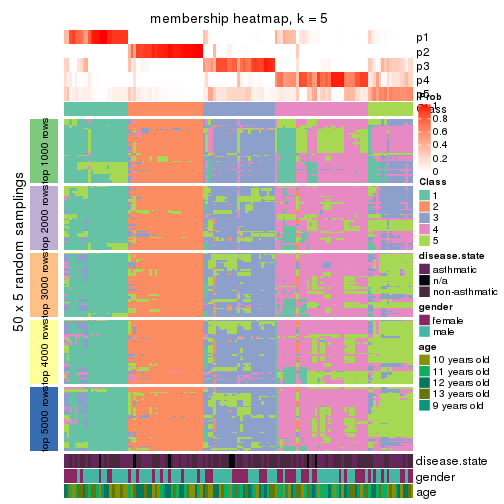 membership heatmap, k = 5
p1
p2
p3
p4
p5
Prob
Class
1
0.8
0.6
0.4
0.2
0
Class
1
2
3
4
5
disease.state
asthmatic
n/a
non-asthmatic
gender
female
male
age
10 years old
11 years old
12 years old
13 years old
9 years old
50 x 5 random samplings
top 1000 rows
top 2000 rows
top 3000 rows
top 4000 rows
top 5000 rows
disease.state
gender
age